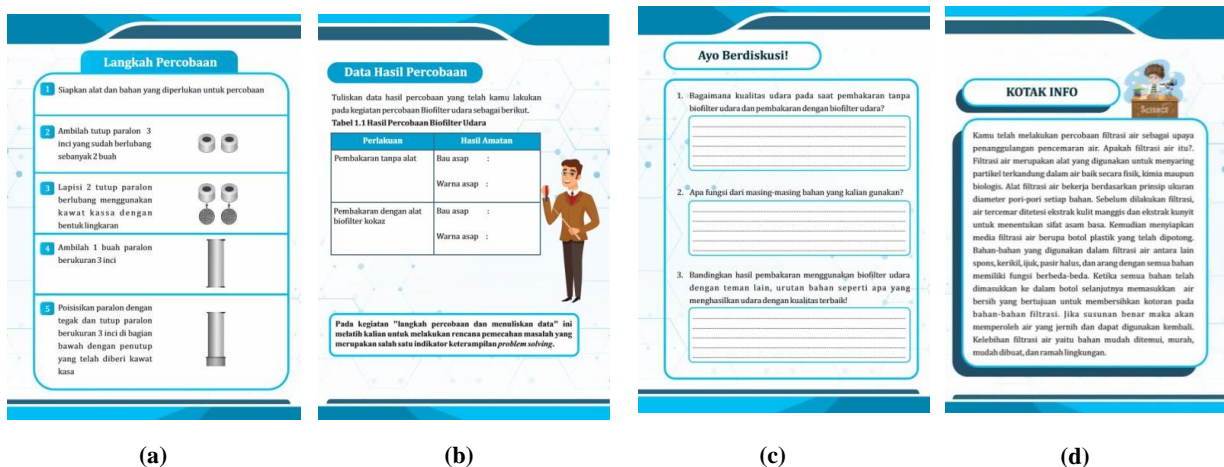 Langkah Percobaan
1 Siapkan alat dan bahan yang diperlukan untuk percobaan
2 Ambilah tutup paralon 3
inci yang sudah berlubang
sebanyak 2 buah
3 Lapisi 2 tutup paralon
berlubang menggunakan
kawat kassa dengan
bentuk lingkaran
4 Ambilah 1 buah paralon
berukuran 3 inci
5 Poisisikan paralon dengan
tegak dan tutup paralon
berukuran 3 inci di bagian
bawah dengan penutup
yang telah diberi kawat
kasa
(a)
Data Hasil Percobaan
Tuliskan data hasil percobaan yang telah kamu lakukan
pada kegiatan percobaan Biofilter udara sebagai berikut.
Tabel 1.1 Hasil Percobaan Biofilter Udara
Perlakuan Hasil Amatan
Pembakaran tanpa alat Bau asap :
Warna asap :
Pembakaran dengan alat Bau asap :
biofilter kokaz
Warna asap :
Pada kegiatan "langkah percobaan dan menuliskan data" ini
melatih kalian untuk melakukan rencana pemecahan masalah yang
merupakan salah satu indikator keterampilan problem solving.
(b)
Ayo Berdiskusi!
1. Bagaimana kualitas udara pada saat pembakaran tanpa
biofilter udara dan pembakaran dengan biofilter udara?
2. Apa fungsi dari masing-masing bahan yang kalian gunakan?
3. Bandingkan hasil pembakaran menggunakan biofilter udara
dengan teman lain, urutan bahan seperti apa yang
menghasilkan udara dengan kualitas terbaik!
(c)
KOTAK INFO
SCIENCE
Kamu telah melakukan percobaan filtrasi air sebagai upaya
penanggulangan pencemaran air. Apakah filtrasi air itu?.
Filtrasi air merupakan alat yang digunakan untuk menyaring
partikel terkandung dalam air baik secara fisik, kimia maupun
biologis. Alat filtrasi air bekerja berdasarkan prinsip ukuran
diameter pori-pori setiap bahan. Sebelum dilakukan filtrasi,
air tercemar ditetesi ekstrak kulit manggis dan ekstrak kunyit
untuk menentukan sifat asam basa. Kemudian menyiapkan
media filtrasi air berupa botol plastik yang telah dipotong.
Bahan-bahan yang digunakan dalam filtrasi air antara lain
spons, kerikil, ijuk, pasir halus, dan arang dengan semua bahan
memiliki fungsi berbeda-beda. Ketika semua bahan telah
dimasukkan ke dalam botol selanjutnya memasukkan air
bersih yang bertujuan untuk membersihkan kotoran pada
bahan-bahan filtrasi. Jika susunan benar maka akan
memperoleh air yang jernih dan dapat digunakan kembali.
Kelebihan filtrasi air yaitu bahan mudah ditemui, murah,
mudah dibuat, dan ramah lingkungan.
(d)